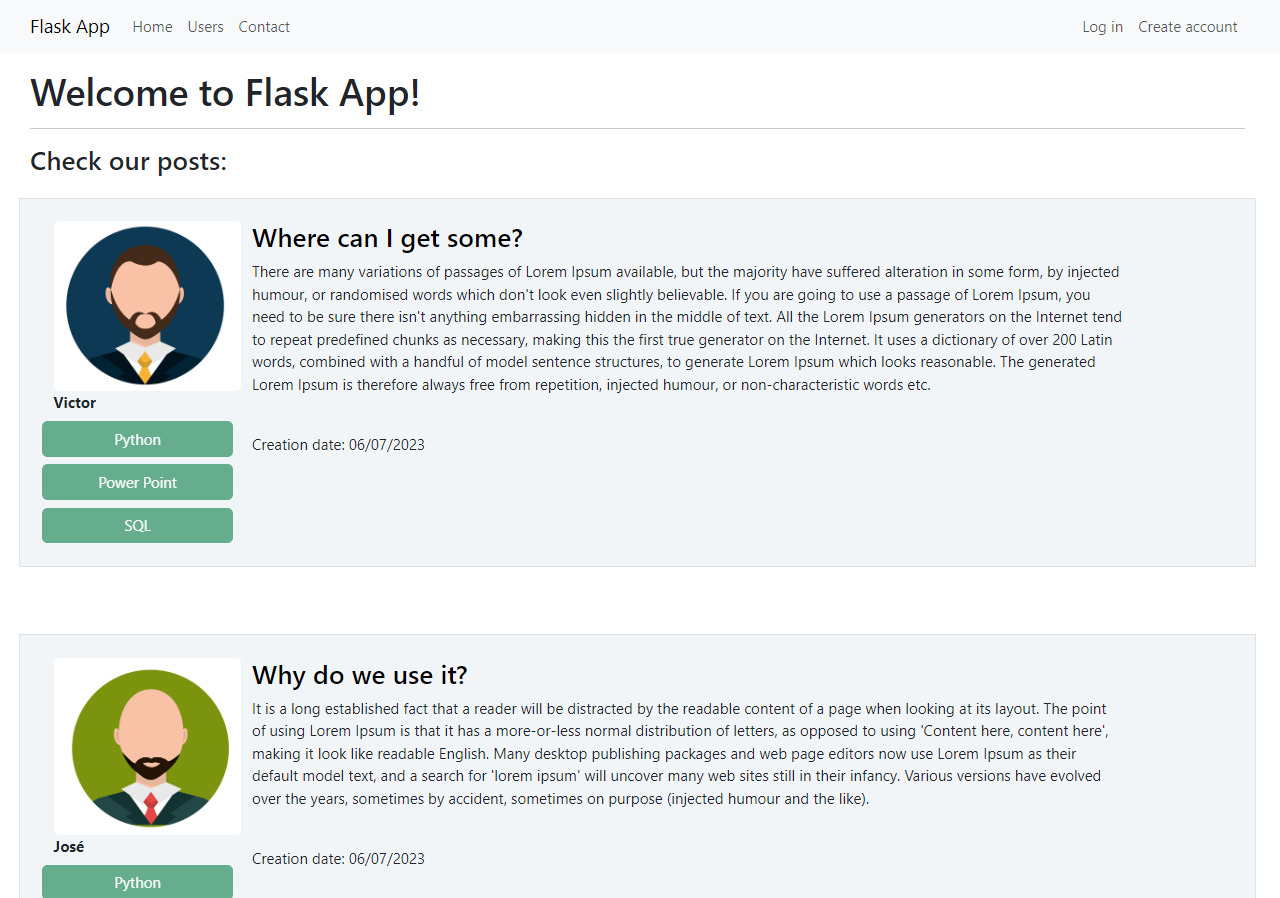 Flask App Home Users Contact Log in Create account
Welcome to Flask App!
Check our posts:
Where can I get some?
There are many variations of passages of Lorem Ipsum available, but the majority have suffered alteration in some form, by injected
humour, or randomised words which don't look even slightly believable. If you are going to use a passage of Lorem Ipsum, you
need to be sure there isn't anything embarrassing hidden in the middle of text. All the Lorem Ipsum generators on the Internet tend
to repeat predefined chunks as necessary, making this the first true generator on the Internet. It uses a dictionary of over 200 Latin
words, combined with a handful of model sentence structures, to generate Lorem Ipsum which looks reasonable. The generated
Lorem Ipsum is therefore always free from repetition, injected humour, or non-characteristic words etc.
Creation date: 06/07/2023
Victor
Python
Power Point
SQL
Why do we use it?
It is a long established fact that a reader will be distracted by the readable content of a page when looking at its layout. The point
of using Lorem Ipsum is that it has a more-or-less normal distribution of letters, as opposed to using 'Content here, content here',
making it look like readable English. Many desktop publishing packages and web page editors now use Lorem Ipsum as their
default model text, and a search for 'lorem ipsum' will uncover many web sites still in their infancy. Various versions have evolved
over the years, sometimes by accident, sometimes on purpose (injected humour and the like).
Creation date: 06/07/2023
José
Python